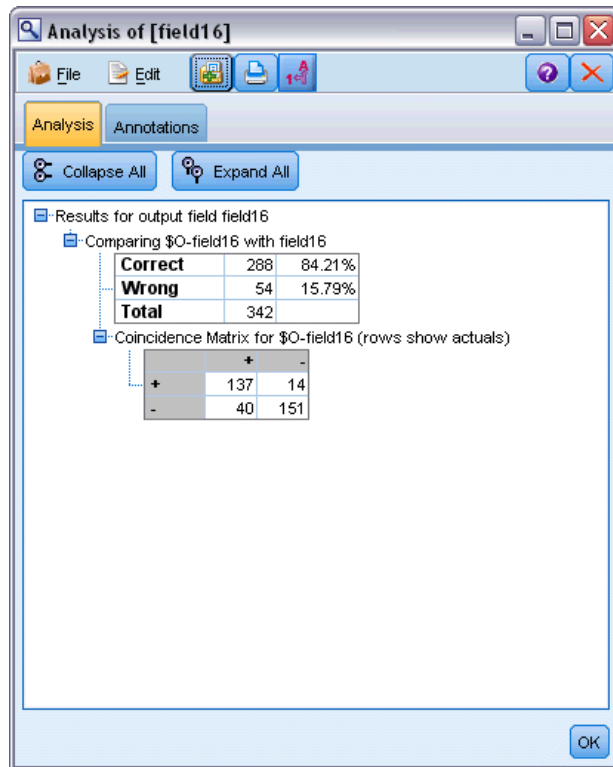 Analysis of [field16]
File Edit
Analysis Annotations
Collapse All Expand All
Results for output field field16
Comparing $O-field16 with field16
Correct 288 84.21%
Wrong 54 15.79%
Total 342
Coincidence Matrix for $O-field16 (rows show actuals)
+ -
+ 137 14
- 40 151
OK